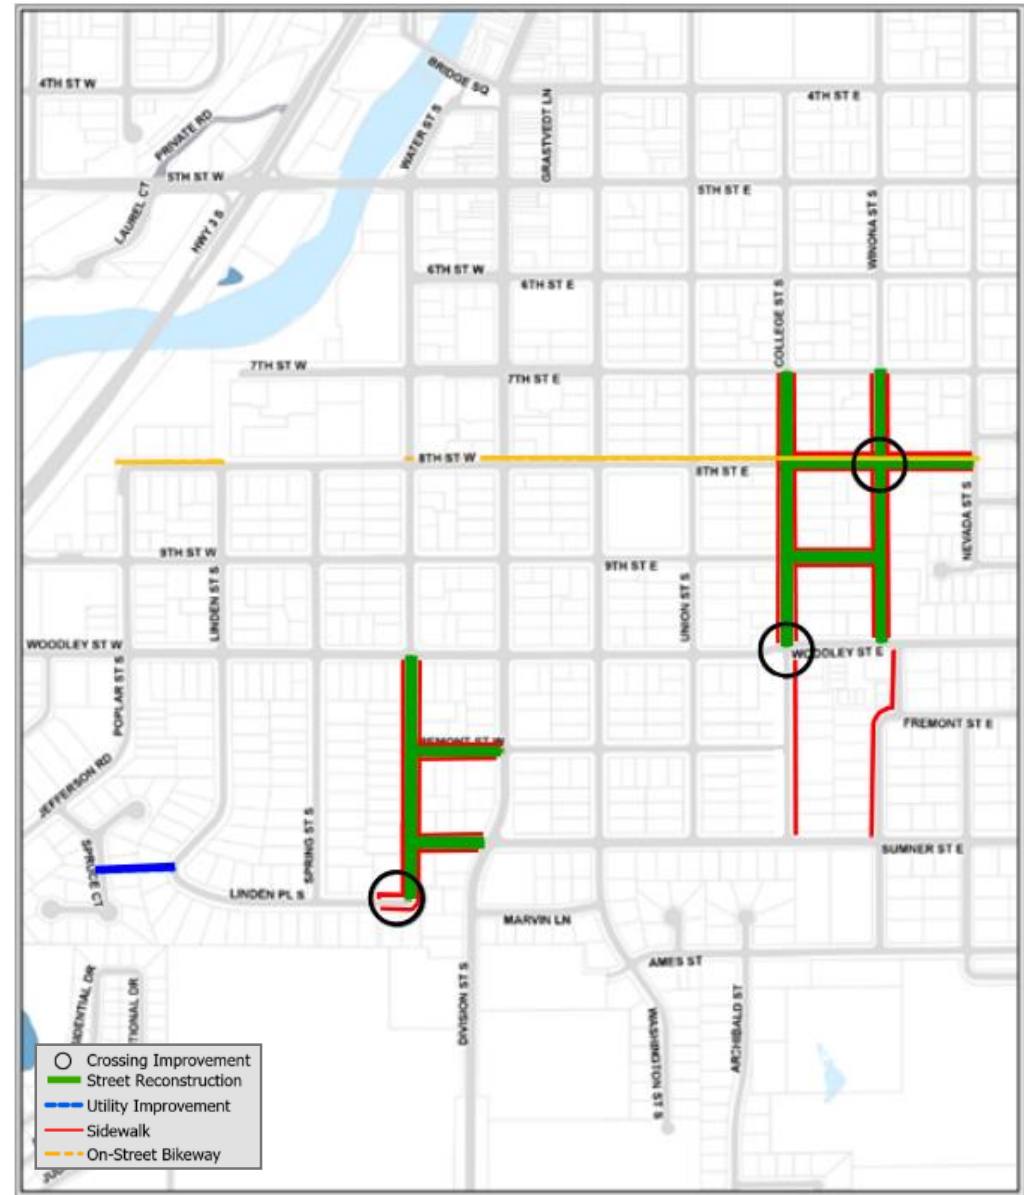 BRIDGE SQ
4TH ST W
4TH ST E
GRASTVEDT LN
WATER ST S
PRIVATE RD
5TH ST W
5TH ST E
LAUREL CT
HWY 3 S
WINONA ST S
6TH ST W
6TH ST E
COLLEGE ST S
7TH ST W
7TH ST E
8TH ST W
8TH ST E
NEVADA ST S
9TH ST W
9TH ST E
LINDEN ST S
UNION ST S
WOODLEY ST W
WOODLEY ST E
POPLAR ST S
FREMONT ST E
JEFFERSON RD
SPRING ST S
SUMNER ST E
SPRUCE CT
LINDEN PL S
MARVIN LN
AMES ST
DIVISION ST S
WASHINGTON ST S
ARCHIBALD ST
Crossing Improvement
Street Reconstruction
Utility Improvement
Sidewalk
On-Street Bikeway